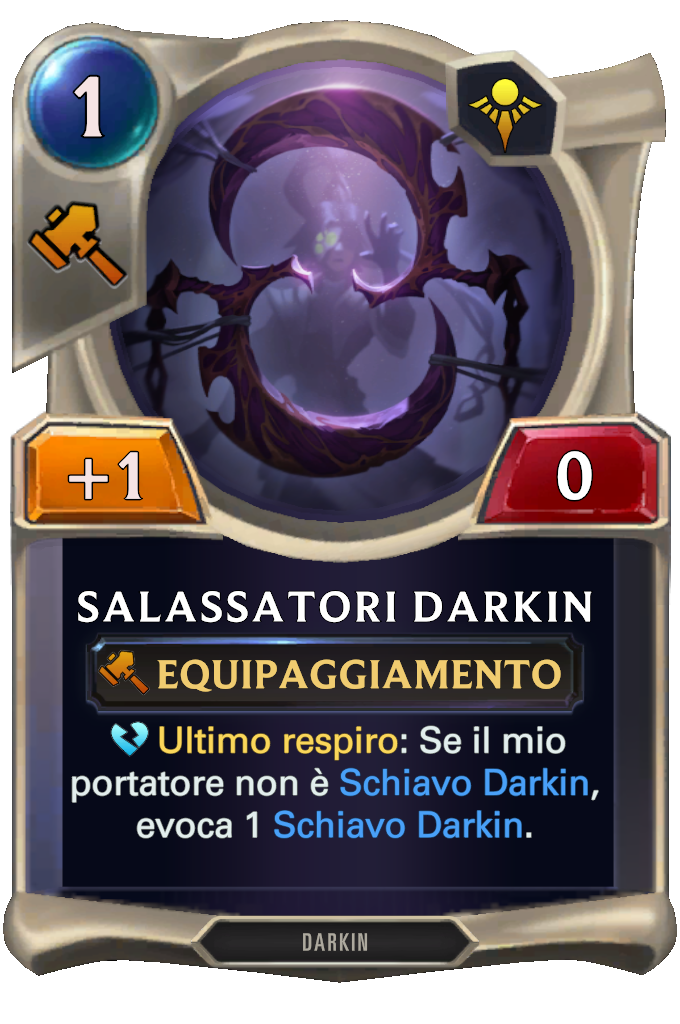 1
+1
0
SALASSATORI DARKIN
EQUIPAGGIAMENTO
Ultimo respiro: Se il mio
portatore non è Schiavo Darkin,
evoca 1 Schiavo Darkin.
DARKIN